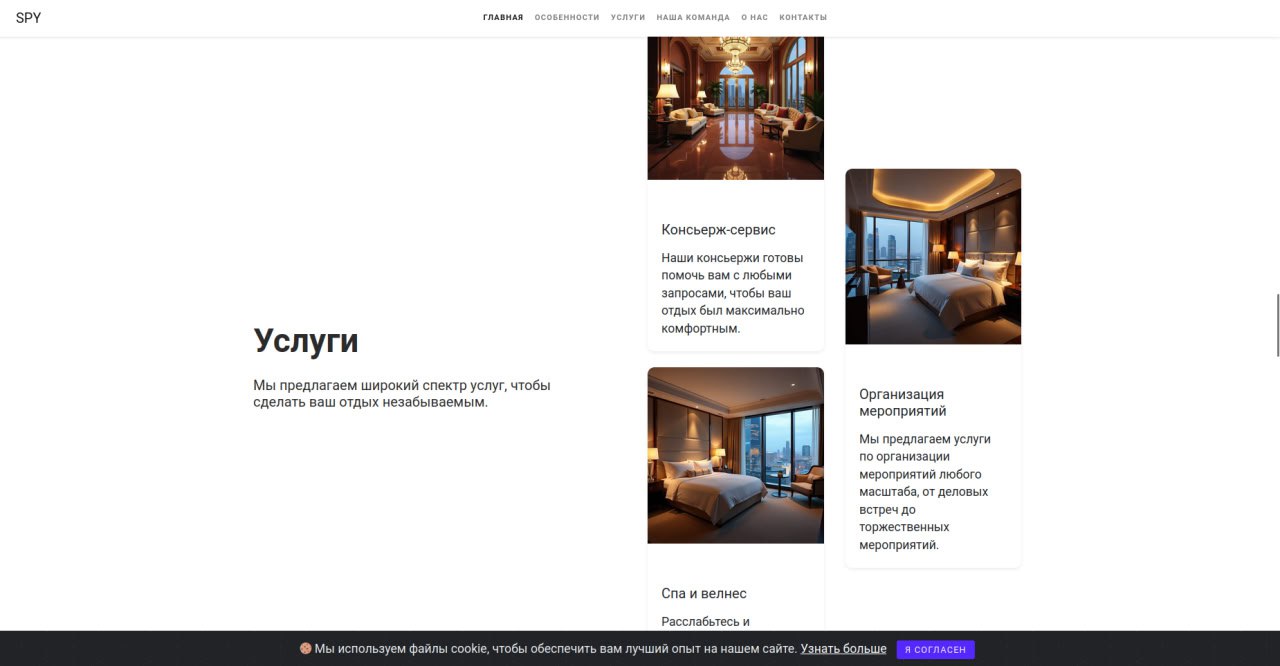 SPY
ГЛАВНАЯ ОСОБЕННОСТИ УСЛУГИ НАША КОМАНДА О НАС КОНТАКТЫ
Услуги
Мы предлагаем широкий спектр услуг, чтобы
сделать ваш отдых незабываемым.
Консьерж-сервис
Наши консьержи готовы
помочь вам с любыми
запросами, чтобы ваш
отдых был максимально
комфортным.
Спа и велнес
Расслабьтесь и
Организация
мероприятий
Мы предлагаем услуги
по организации
мероприятий любого
масштаба, от деловых
встреч до
торжественных
мероприятий.
Мы используем файлы cookie, чтобы обеспечить вам лучший опыт на нашем сайте. Узнать больше
Я СОГЛАСЕН